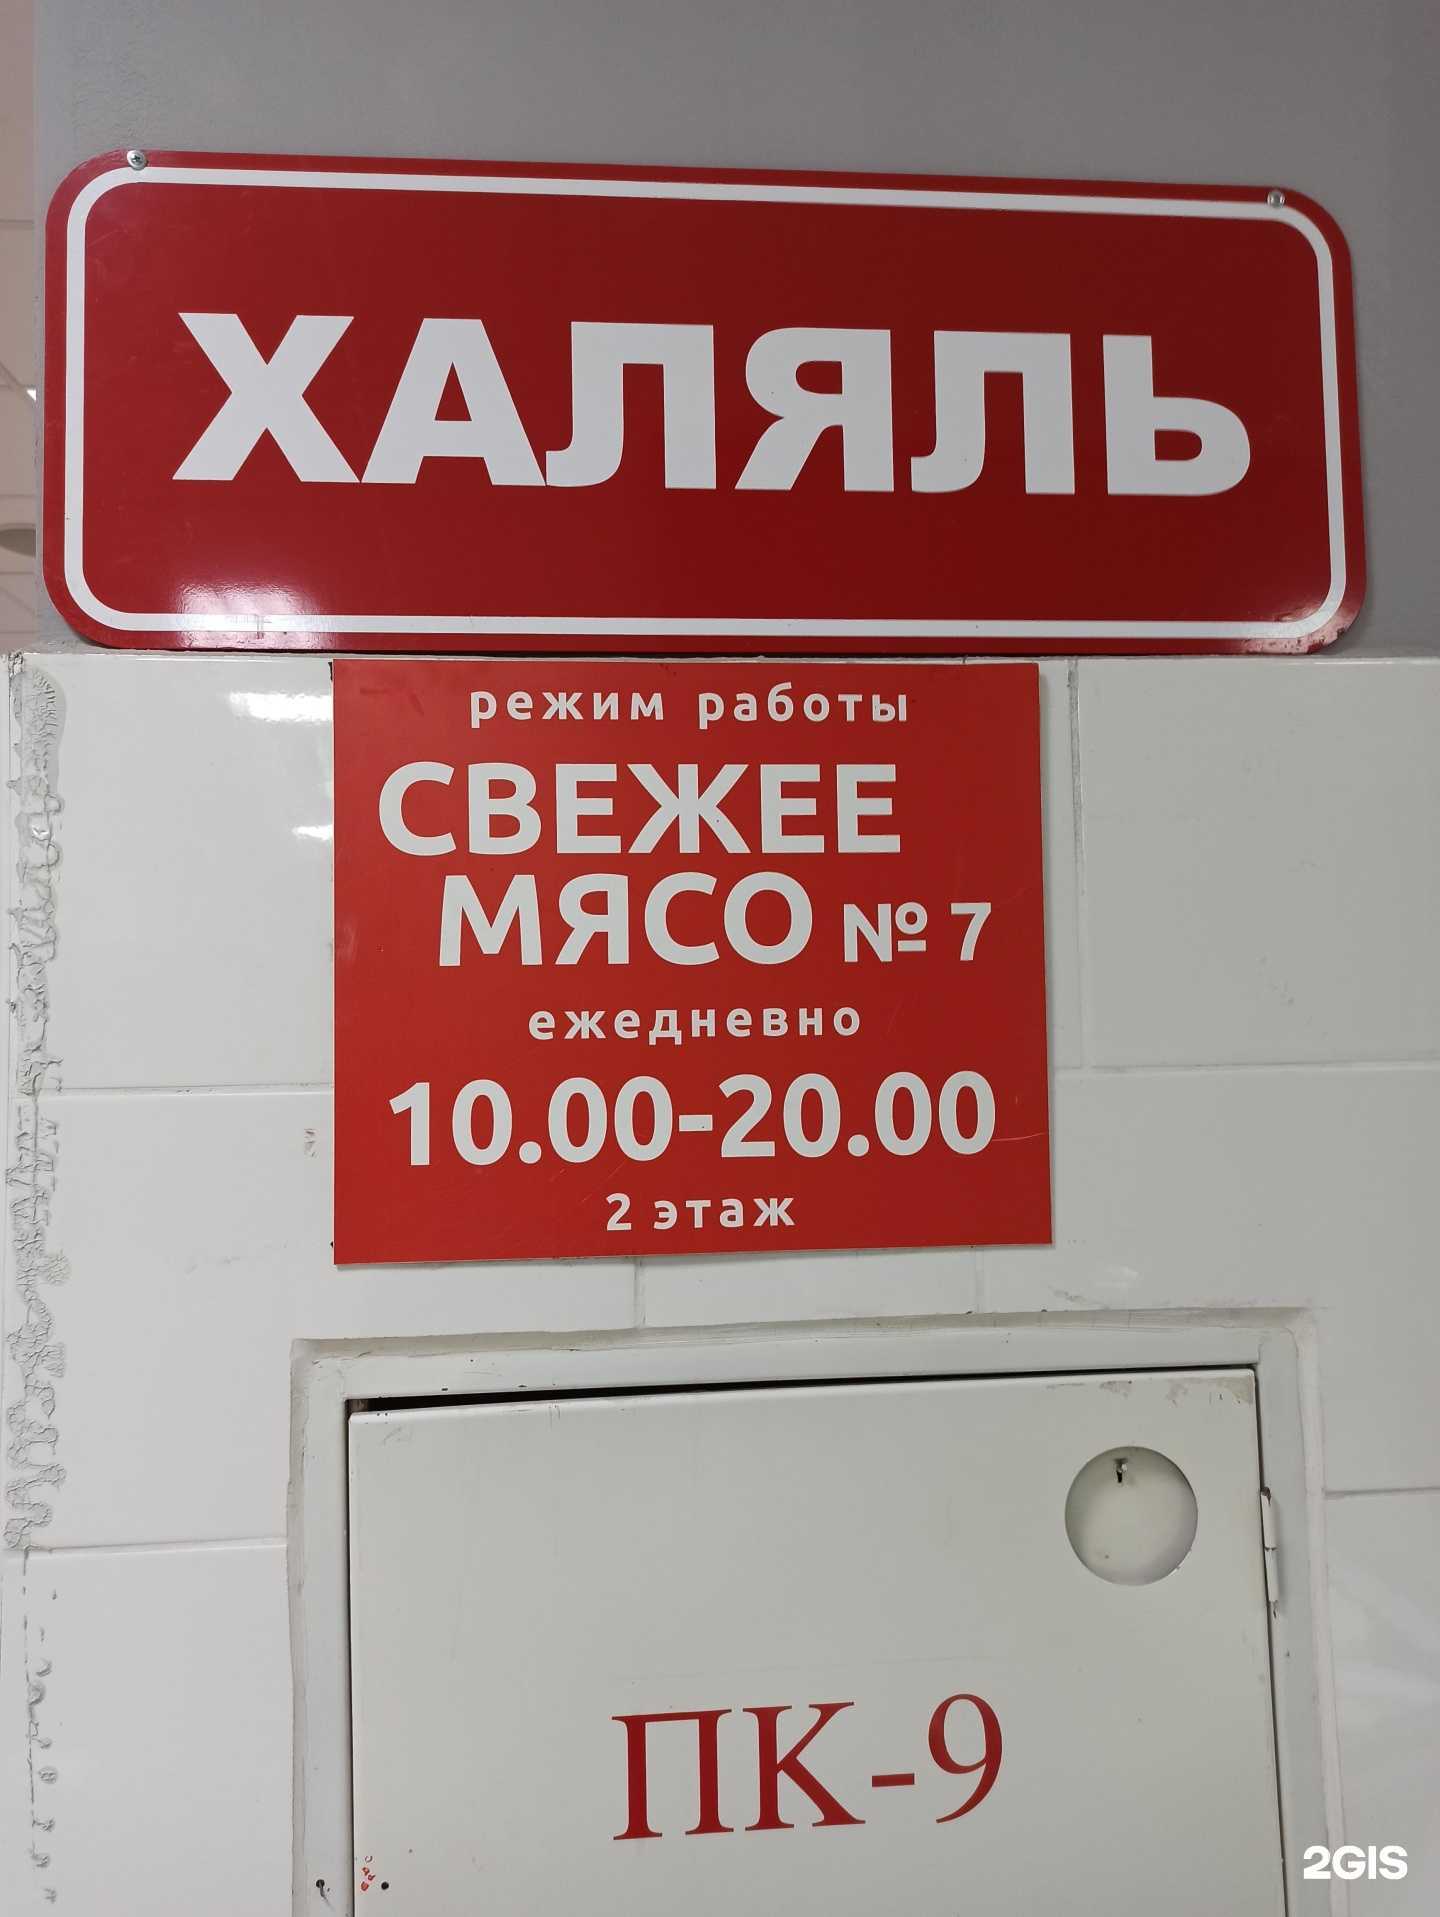 ХАЛЯЛЬ
режим работы
СВЕЖЕЕ
МЯСО № 7
ежедневно
10.00-20.00
2 этаж
ПК-9
2GIS